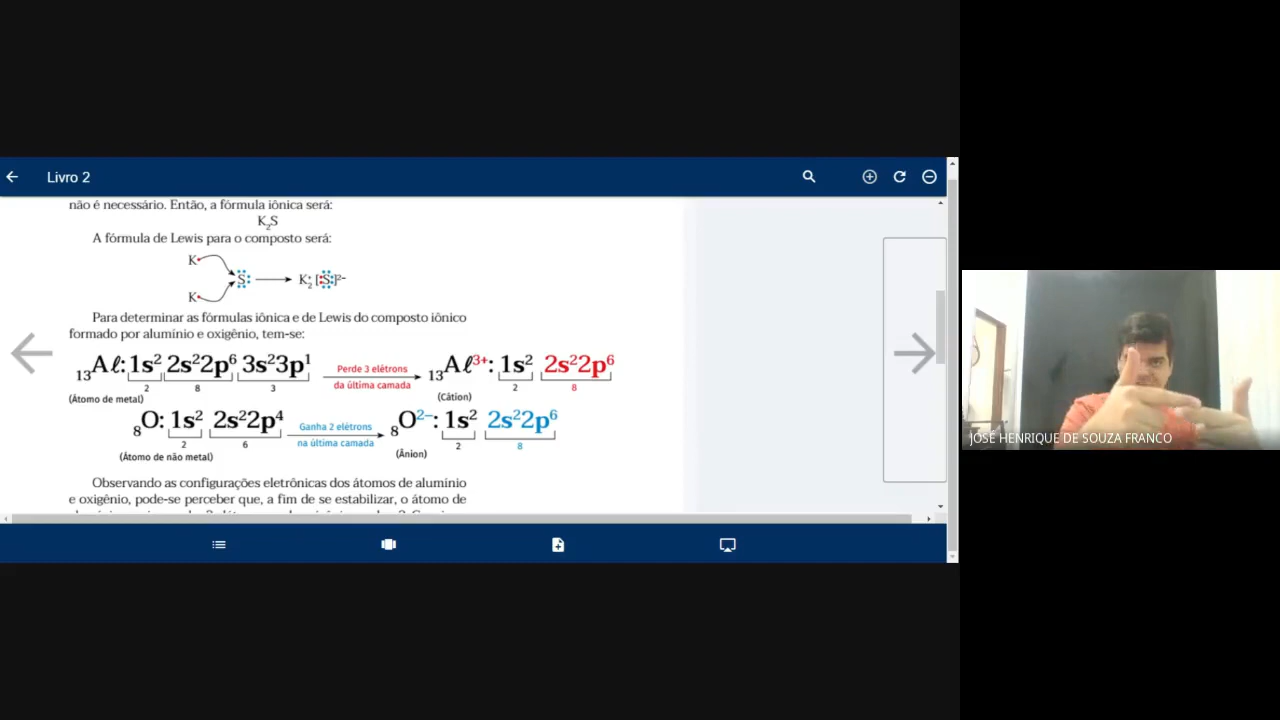 Livro 2
não é necessário. Então, a fórmula iônica será:
K₂S
A fórmula de Lewis para o composto será:
K
S
K₂⁺ [S]²⁻
K
Para determinar as fórmulas iônica e de Lewis do composto iônico
formado por alumínio e oxigênio, tem-se:
₁₃Aℓ: 1s² 2s²2p⁶ 3s²3p¹
2 8 3
(Átomo de metal)
Perde 3 elétrons
da última camada
₁₃Aℓ³⁺: 1s² 2s²2p⁶
2 8
(Cátion)
₈O: 1s² 2s²2p⁴
2 6
(Átomo de não metal)
Ganha 2 elétrons
na última camada
₈O²⁻: 1s² 2s²2p⁶
2 8
(Ânion)
Observando as configurações eletrônicas dos átomos de alumínio
e oxigênio, pode-se perceber que, a fim de se estabilizar, o átomo de
JOSÉ HENRIQUE DE SOUZA FRANCO